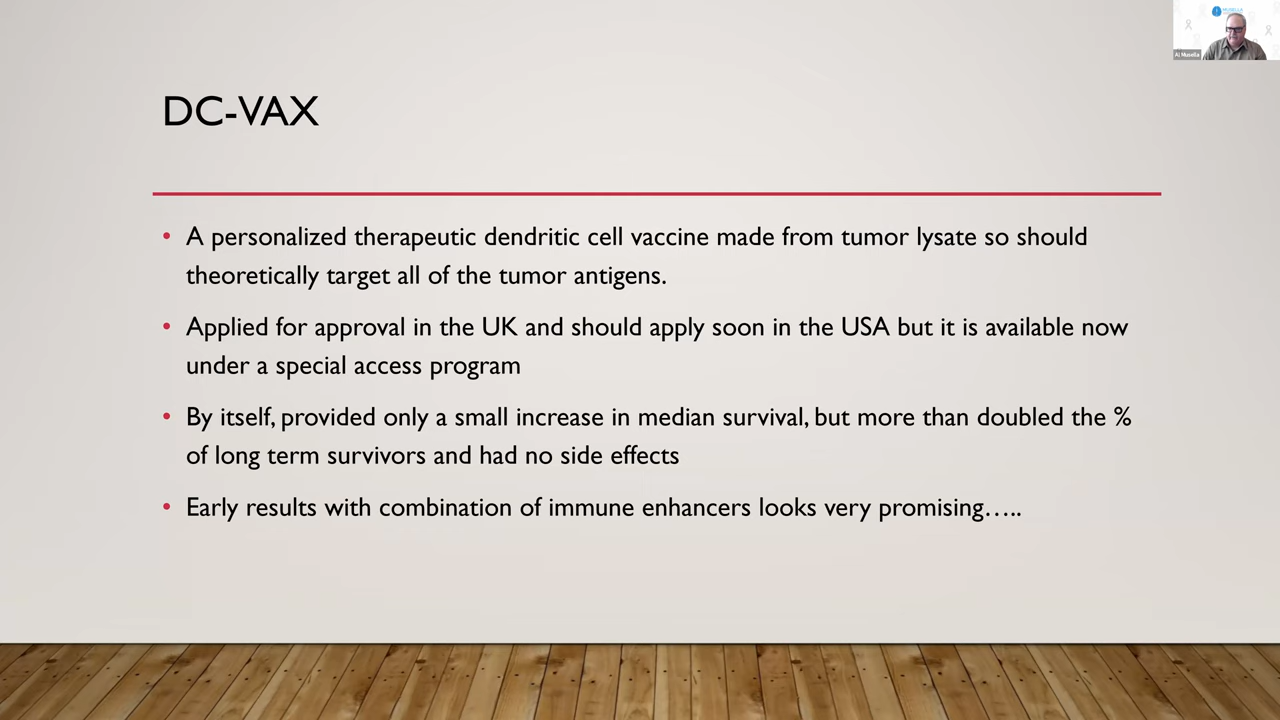 MUSELLA
Al Musella
DC-VAX
• A personalized therapeutic dendritic cell vaccine made from tumor lysate so should
theoretically target all of the tumor antigens.
• Applied for approval in the UK and should apply soon in the USA but it is available now
under a special access program
• By itself, provided only a small increase in median survival, but more than doubled the %
of long term survivors and had no side effects
• Early results with combination of immune enhancers looks very promising…..